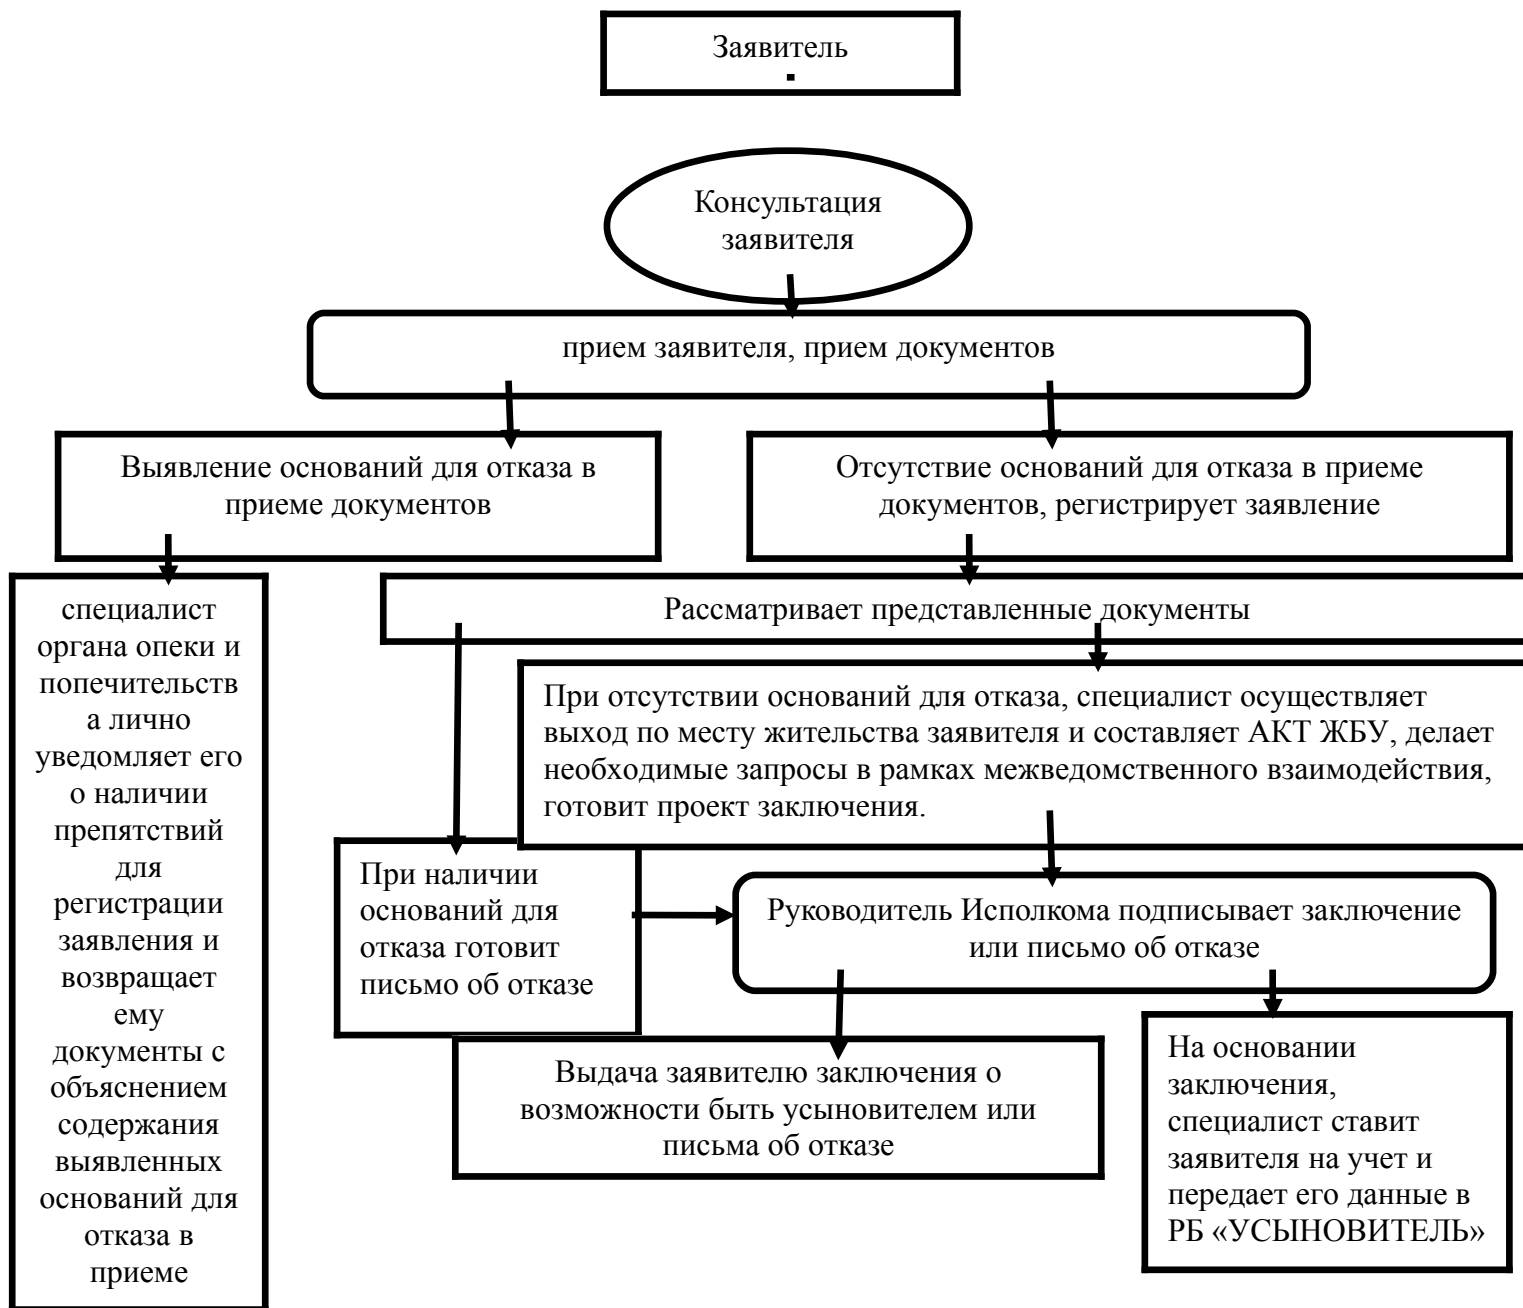 Заявитель
Консультация
заявителя
прием заявителя, прием документов
Выявление оснований для отказа в
приеме документов
Отсутствие оснований для отказа в приеме
документов, регистрирует заявление
специалист
органа опеки и
попечительств
а лично
уведомляет его
о наличии
препятствий
для
регистрации
заявления и
возвращает
ему
документы с
объяснением
содержания
выявленных
оснований для
отказа в
приеме
Рассматривает представленные документы
При отсутствии оснований для отказа, специалист осуществляет
выход по месту жительства заявителя и составляет АКТ ЖБУ, делает
необходимые запросы в рамках межведомственного взаимодействия,
готовит проект заключения.
При наличии
оснований для
отказа готовит
письмо об отказе
Руководитель Исполкома подписывает заключение
или письмо об отказе
Выдача заявителю заключения о
возможности быть усыновителем или
письма об отказе
На основании
заключения,
специалист ставит
заявителя на учет и
передает его данные в
РБ «УСЫНОВИТЕЛЬ»